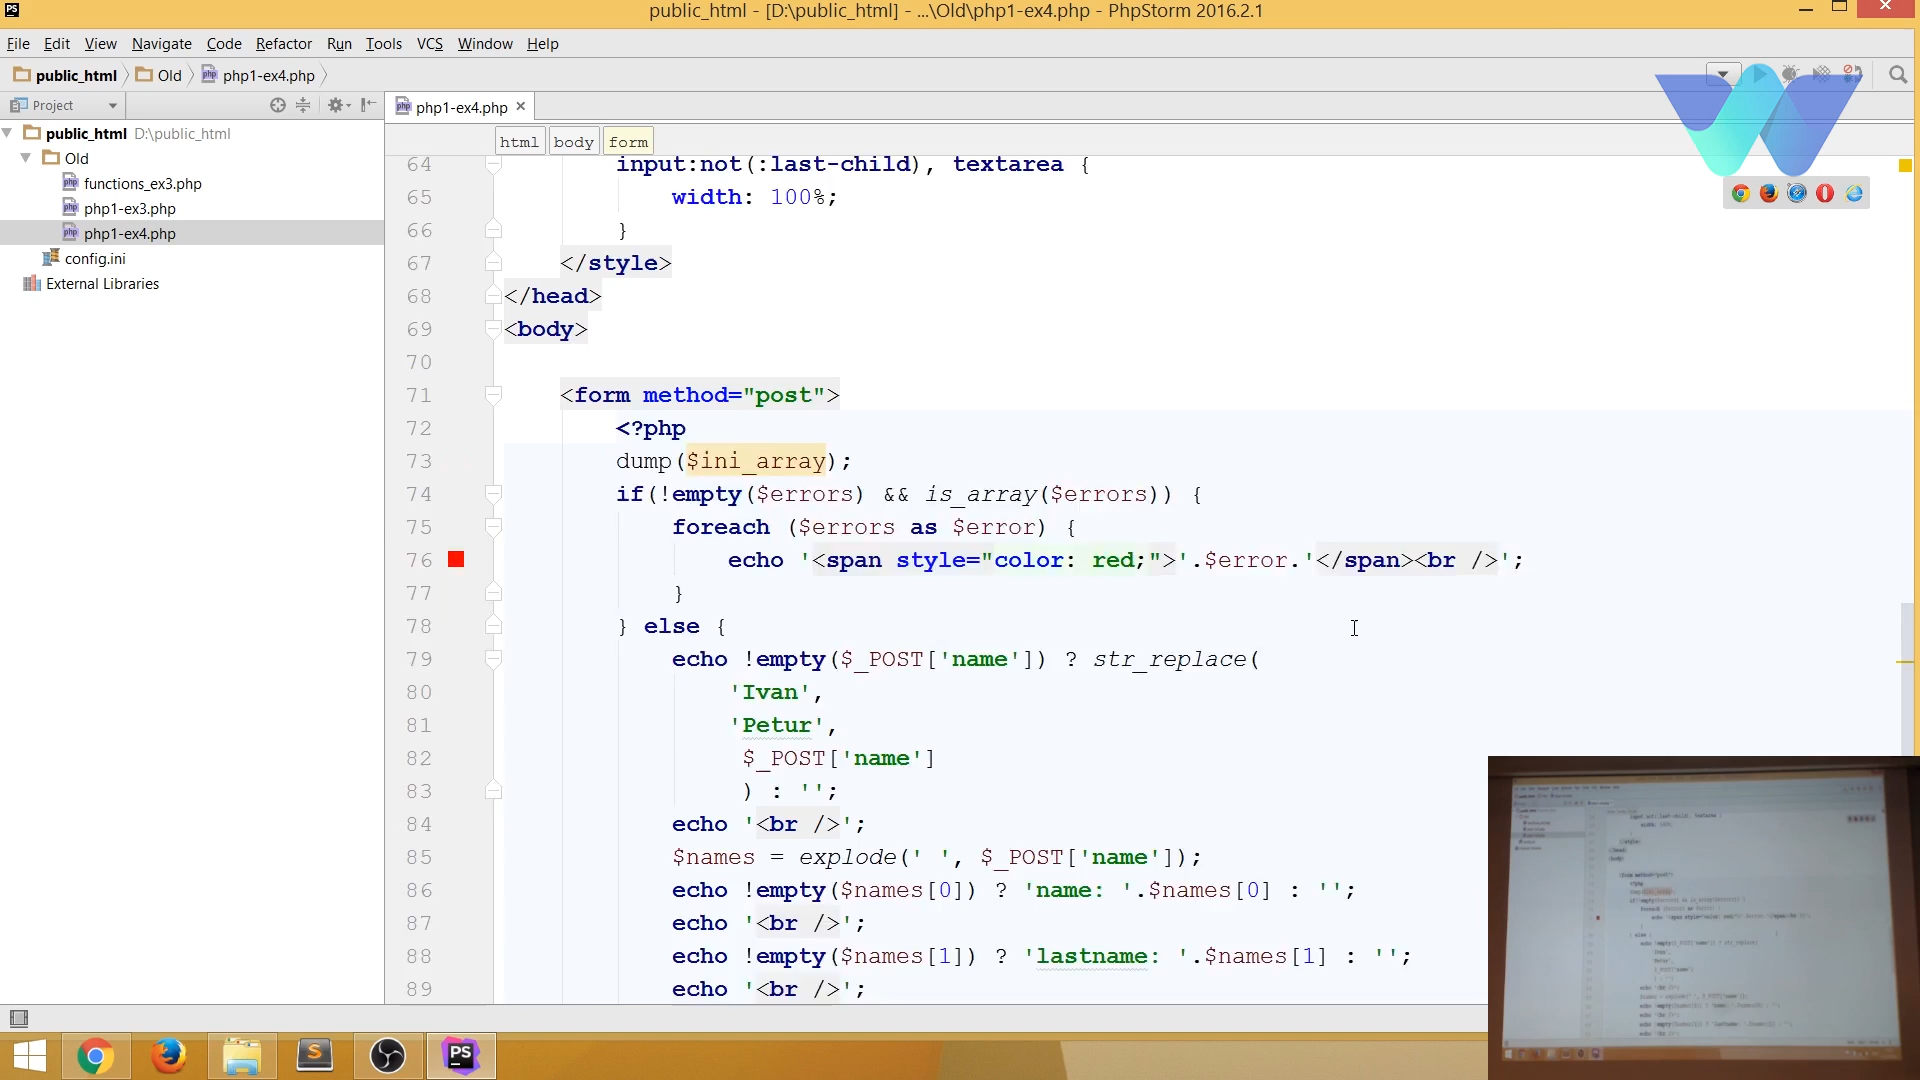 public_html - [D:\public_html] - ...\Old\php1-ex4.php - PhpStorm 2016.2.1
File Edit View Navigate Code Refactor Run Tools VCS Window Help
public_html Old php1-ex4.php
Project
php1-ex4.php
public_html D:\public_html
Old
functions_ex3.php
php1-ex3.php
php1-ex4.php
config.ini
External Libraries
html body form
64 input:not(:last-child), textarea {
65 width: 100%;
66 }
67 </style>
68 </head>
69 <body>
70
71 <form method="post">
72 <?php
73 dump($ini_array);
74 if(!empty($errors) && is_array($errors)) {
75 foreach ($errors as $error) {
76 echo '<span style="color: red;">'.$error.'</span><br />';
77 }
78 } else {
79 echo !empty($_POST['name']) ? str_replace(
80 'Ivan',
81 'Petur',
82 $_POST['name']
83 ) : '';
84 echo '<br />';
85 $names = explode(' ', $_POST['name']);
86 echo !empty($names[0]) ? 'name: '.$names[0] : '';
87 echo '<br />';
88 echo !empty($names[1]) ? 'lastname: '.$names[1] : '';
89 echo '<br />';